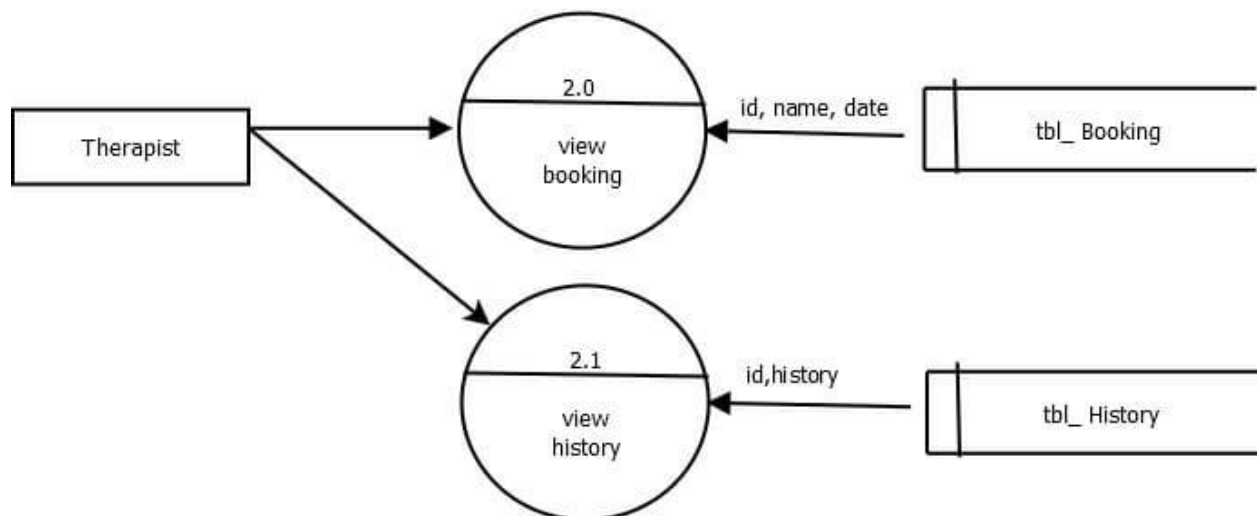 2.0
id, name, date
Therapist
view
booking
tbl_ Booking
2.1
id,history
view
history
tbl_ History